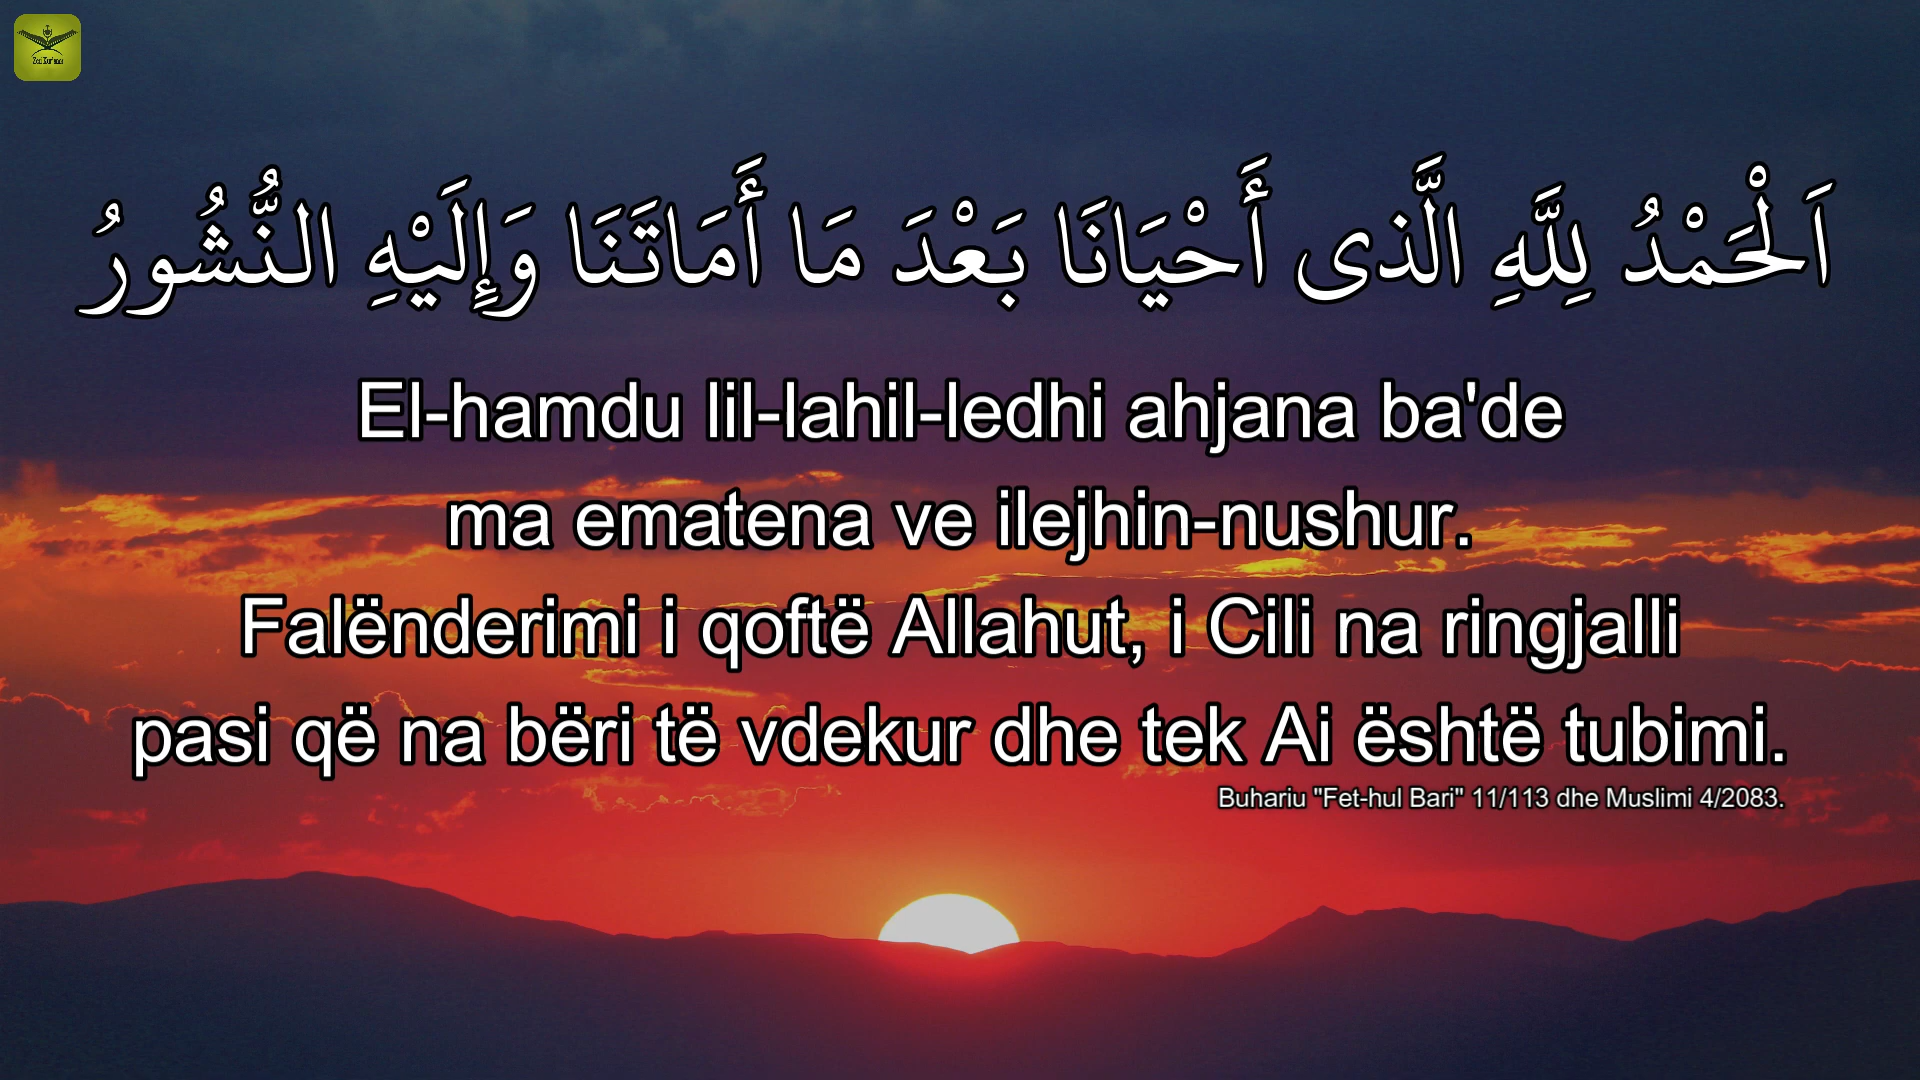 اَلْحَمْدُ لِلَّهِ الَّذى أَحْيَانَا بَعْدَ مَا أَمَاتَنَا وَإِلَيْهِ النُّشُورُ
El-hamdu lil-lahil-ledhi ahjana ba'de
ma ematena ve ilejhin-nushur.
Falënderimi i qoftë Allahut, i Cili na ringjalli
pasi që na bëri të vdekur dhe tek Ai është tubimi.
Buhariu "Fet-hul Bari" 11/113 dhe Muslimi 4/2083.